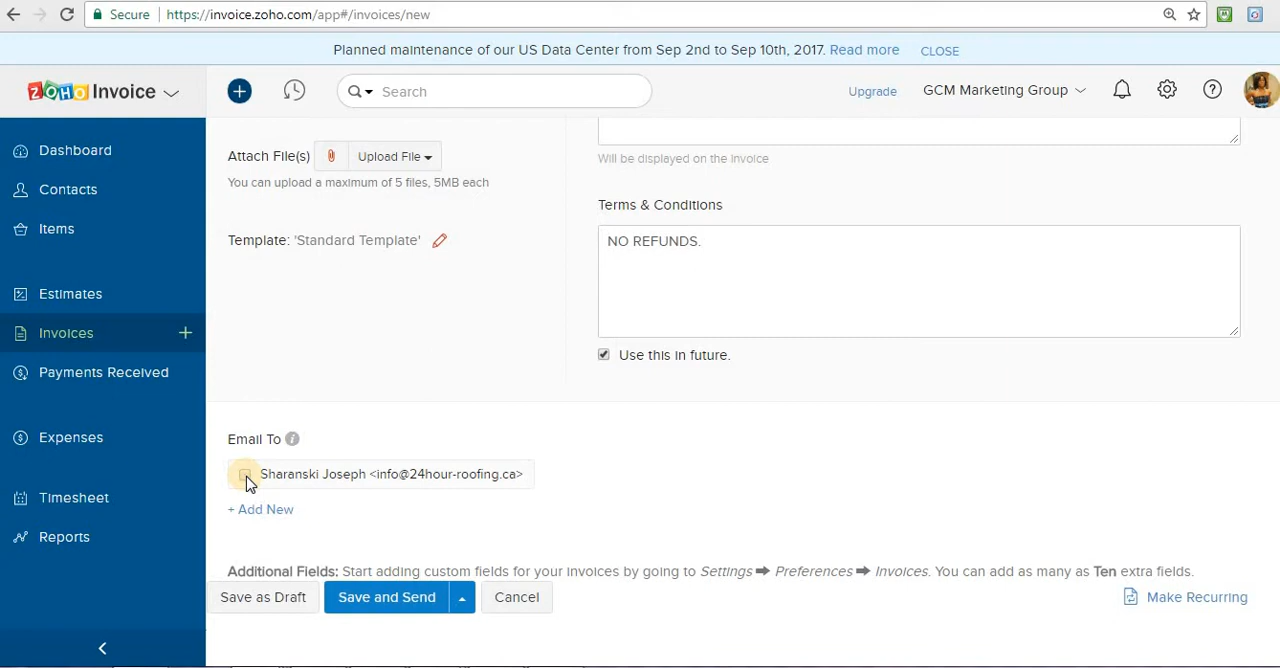 Secure https://invoice.zoho.com/app#/invoices/new
Planned maintenance of our US Data Center from Sep 2nd to Sep 10th, 2017. Read more CLOSE
ZOHO Invoice
Search
Upgrade
GCM Marketing Group
Dashboard
Contacts
Items
Estimates
Invoices
Payments Received
Expenses
Timesheet
Reports
Attach File(s) Upload File
You can upload a maximum of 5 files, 5MB each
Template: 'Standard Template'
Will be displayed on the invoice
Terms & Conditions
NO REFUNDS.
Use this in future.
Email To
Sharanski Joseph <info@24hour-roofing.ca>
+ Add New
Additional Fields: Start adding custom fields for your invoices by going to Settings ➡ Preferences ➡ Invoices. You can add as many as Ten extra fields.
Save as Draft Save and Send Cancel Make Recurring